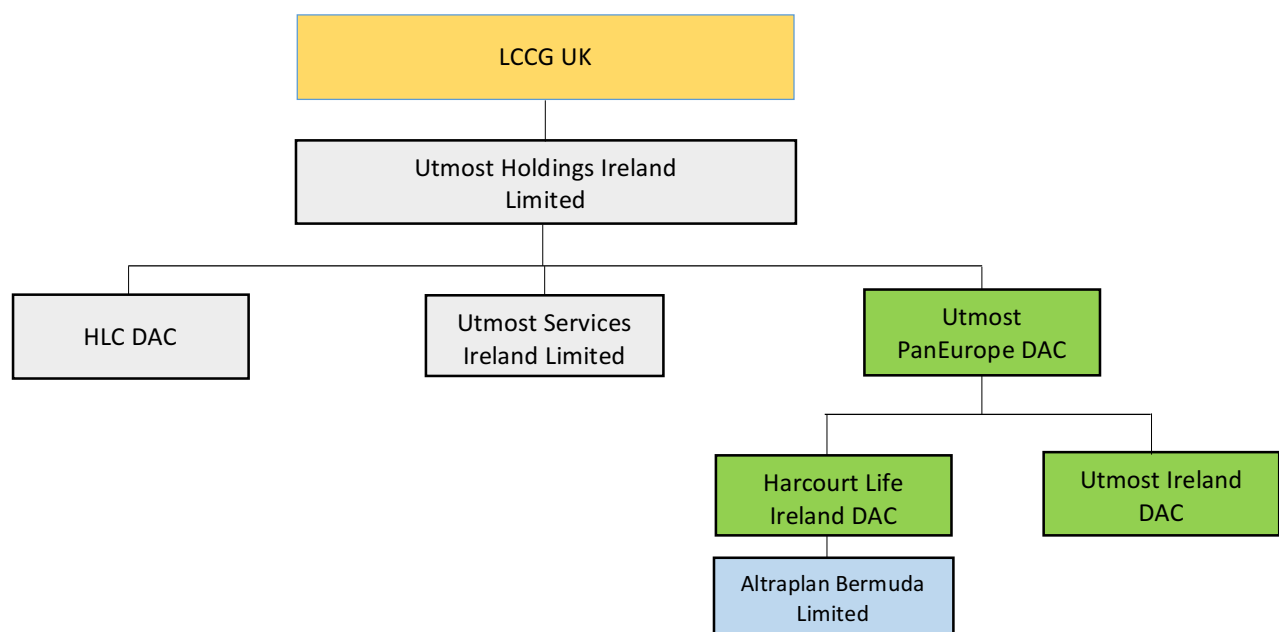 LCCG UK
Utmost Holdings Ireland
Limited
HLC DAC
Utmost Services
Ireland Limited
Utmost
PanEurope DAC
Harcourt Life
Ireland DAC
Utmost Ireland
DAC
Altraplan Bermuda
Limited